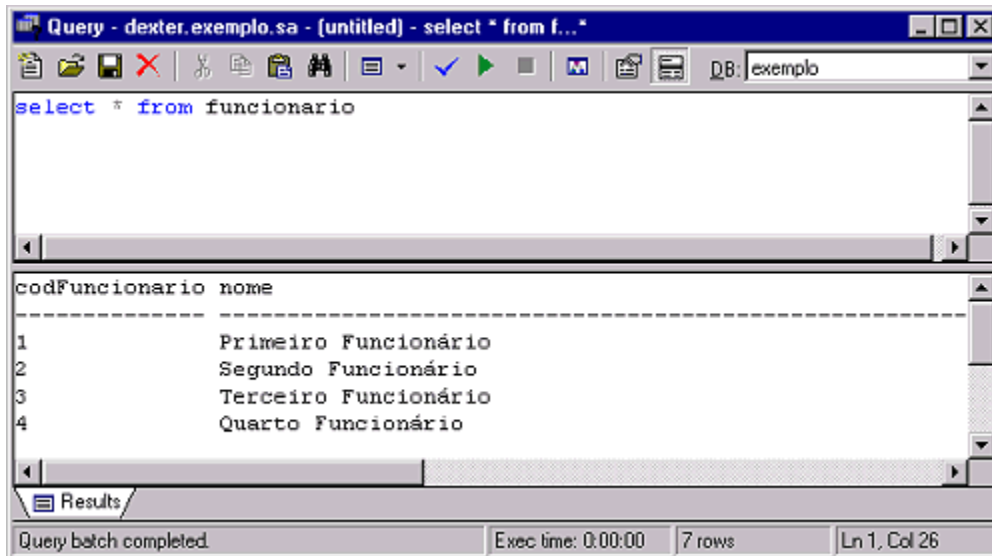 Query - dexter.exemplo.sa - (untitled) - select * from f...*
DB: exemplo
select * from funcionario
codFuncionario nome
-------------- -------------------------------------------------------
1 Primeiro Funcionário
2 Segundo Funcionário
3 Terceiro Funcionário
4 Quarto Funcionário
Results
Query batch completed. Exec time: 0:00:00 7 rows Ln 1, Col 26